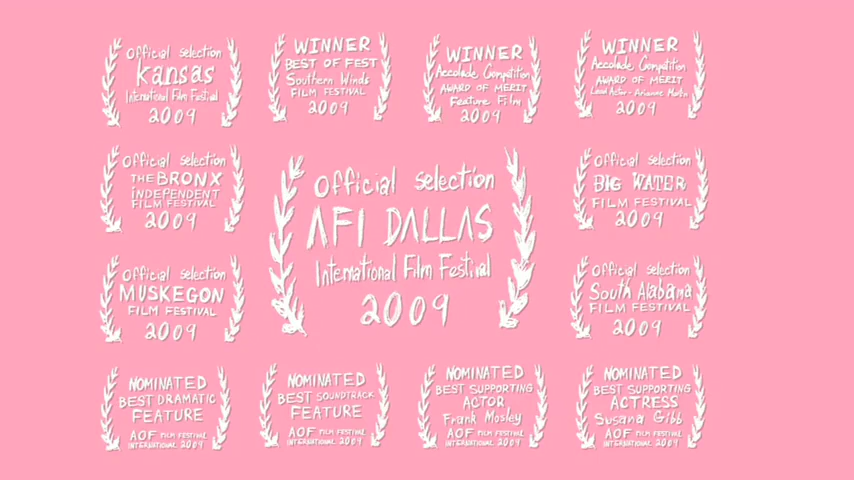 Official selection
Kansas
International Film Festival
2009
WINNER
BEST OF FEST
Southern Winds
FILM FESTIVAL
2009
WINNER
Accolade Competition
AWARD OF MERIT
Feature Film
2009
WINNER
Accolade Competition
AWARD OF MERIT
Lead Actor - Arianne Martin
2009
Official selection
THE BRONX
INDEPENDENT
FILM FESTIVAL
2009
Official selection
AFI DALLAS
International Film Festival
2009
Official selection
BIG WATER
FILM FESTIVAL
2009
Official selection
MUSKEGON
FILM FESTIVAL
2009
Official selection
South Alabama
FILM FESTIVAL
2009
NOMINATED
BEST DRAMATIC
FEATURE
AOF FILM FESTIVAL
INTERNATIONAL 2009
NOMINATED
BEST SOUNDTRACK
FEATURE
AOF FILM FESTIVAL
INTERNATIONAL 2009
NOMINATED
BEST SUPPORTING
ACTOR
Frank Mosley
AOF FILM FESTIVAL
INTERNATIONAL 2009
NOMINATED
BEST SUPPORTING
ACTRESS
Susana Gibb
AOF FILM FESTIVAL
INTERNATIONAL 2009